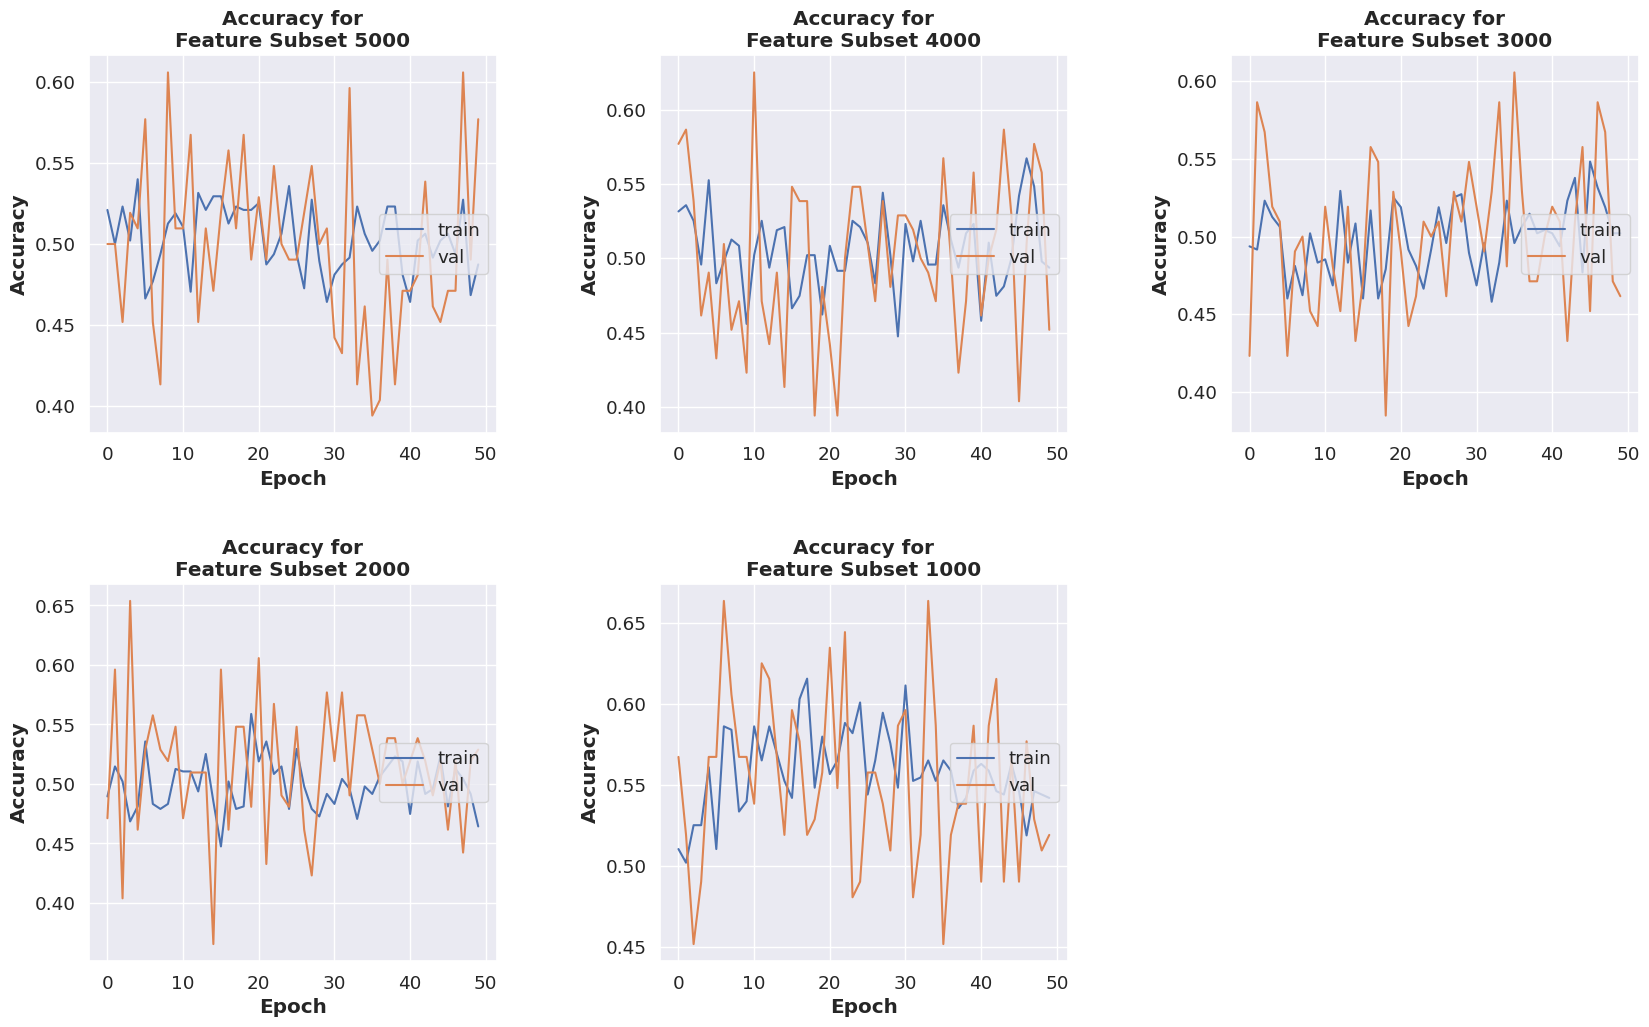 Accuracy for
Feature Subset 5000
Accuracy
0.60
0.55
0.50
0.45
0.40
0 10 20 30 40 50
Epoch
train
val
Accuracy for
Feature Subset 4000
Accuracy
0.60
0.55
0.50
0.45
0.40
0 10 20 30 40 50
Epoch
train
val
Accuracy for
Feature Subset 3000
Accuracy
0.60
0.55
0.50
0.45
0.40
0 10 20 30 40 50
Epoch
train
val
Accuracy for
Feature Subset 2000
Accuracy
0.65
0.60
0.55
0.50
0.45
0.40
0 10 20 30 40 50
Epoch
train
val
Accuracy for
Feature Subset 1000
Accuracy
0.65
0.60
0.55
0.50
0.45
0 10 20 30 40 50
Epoch
train
val